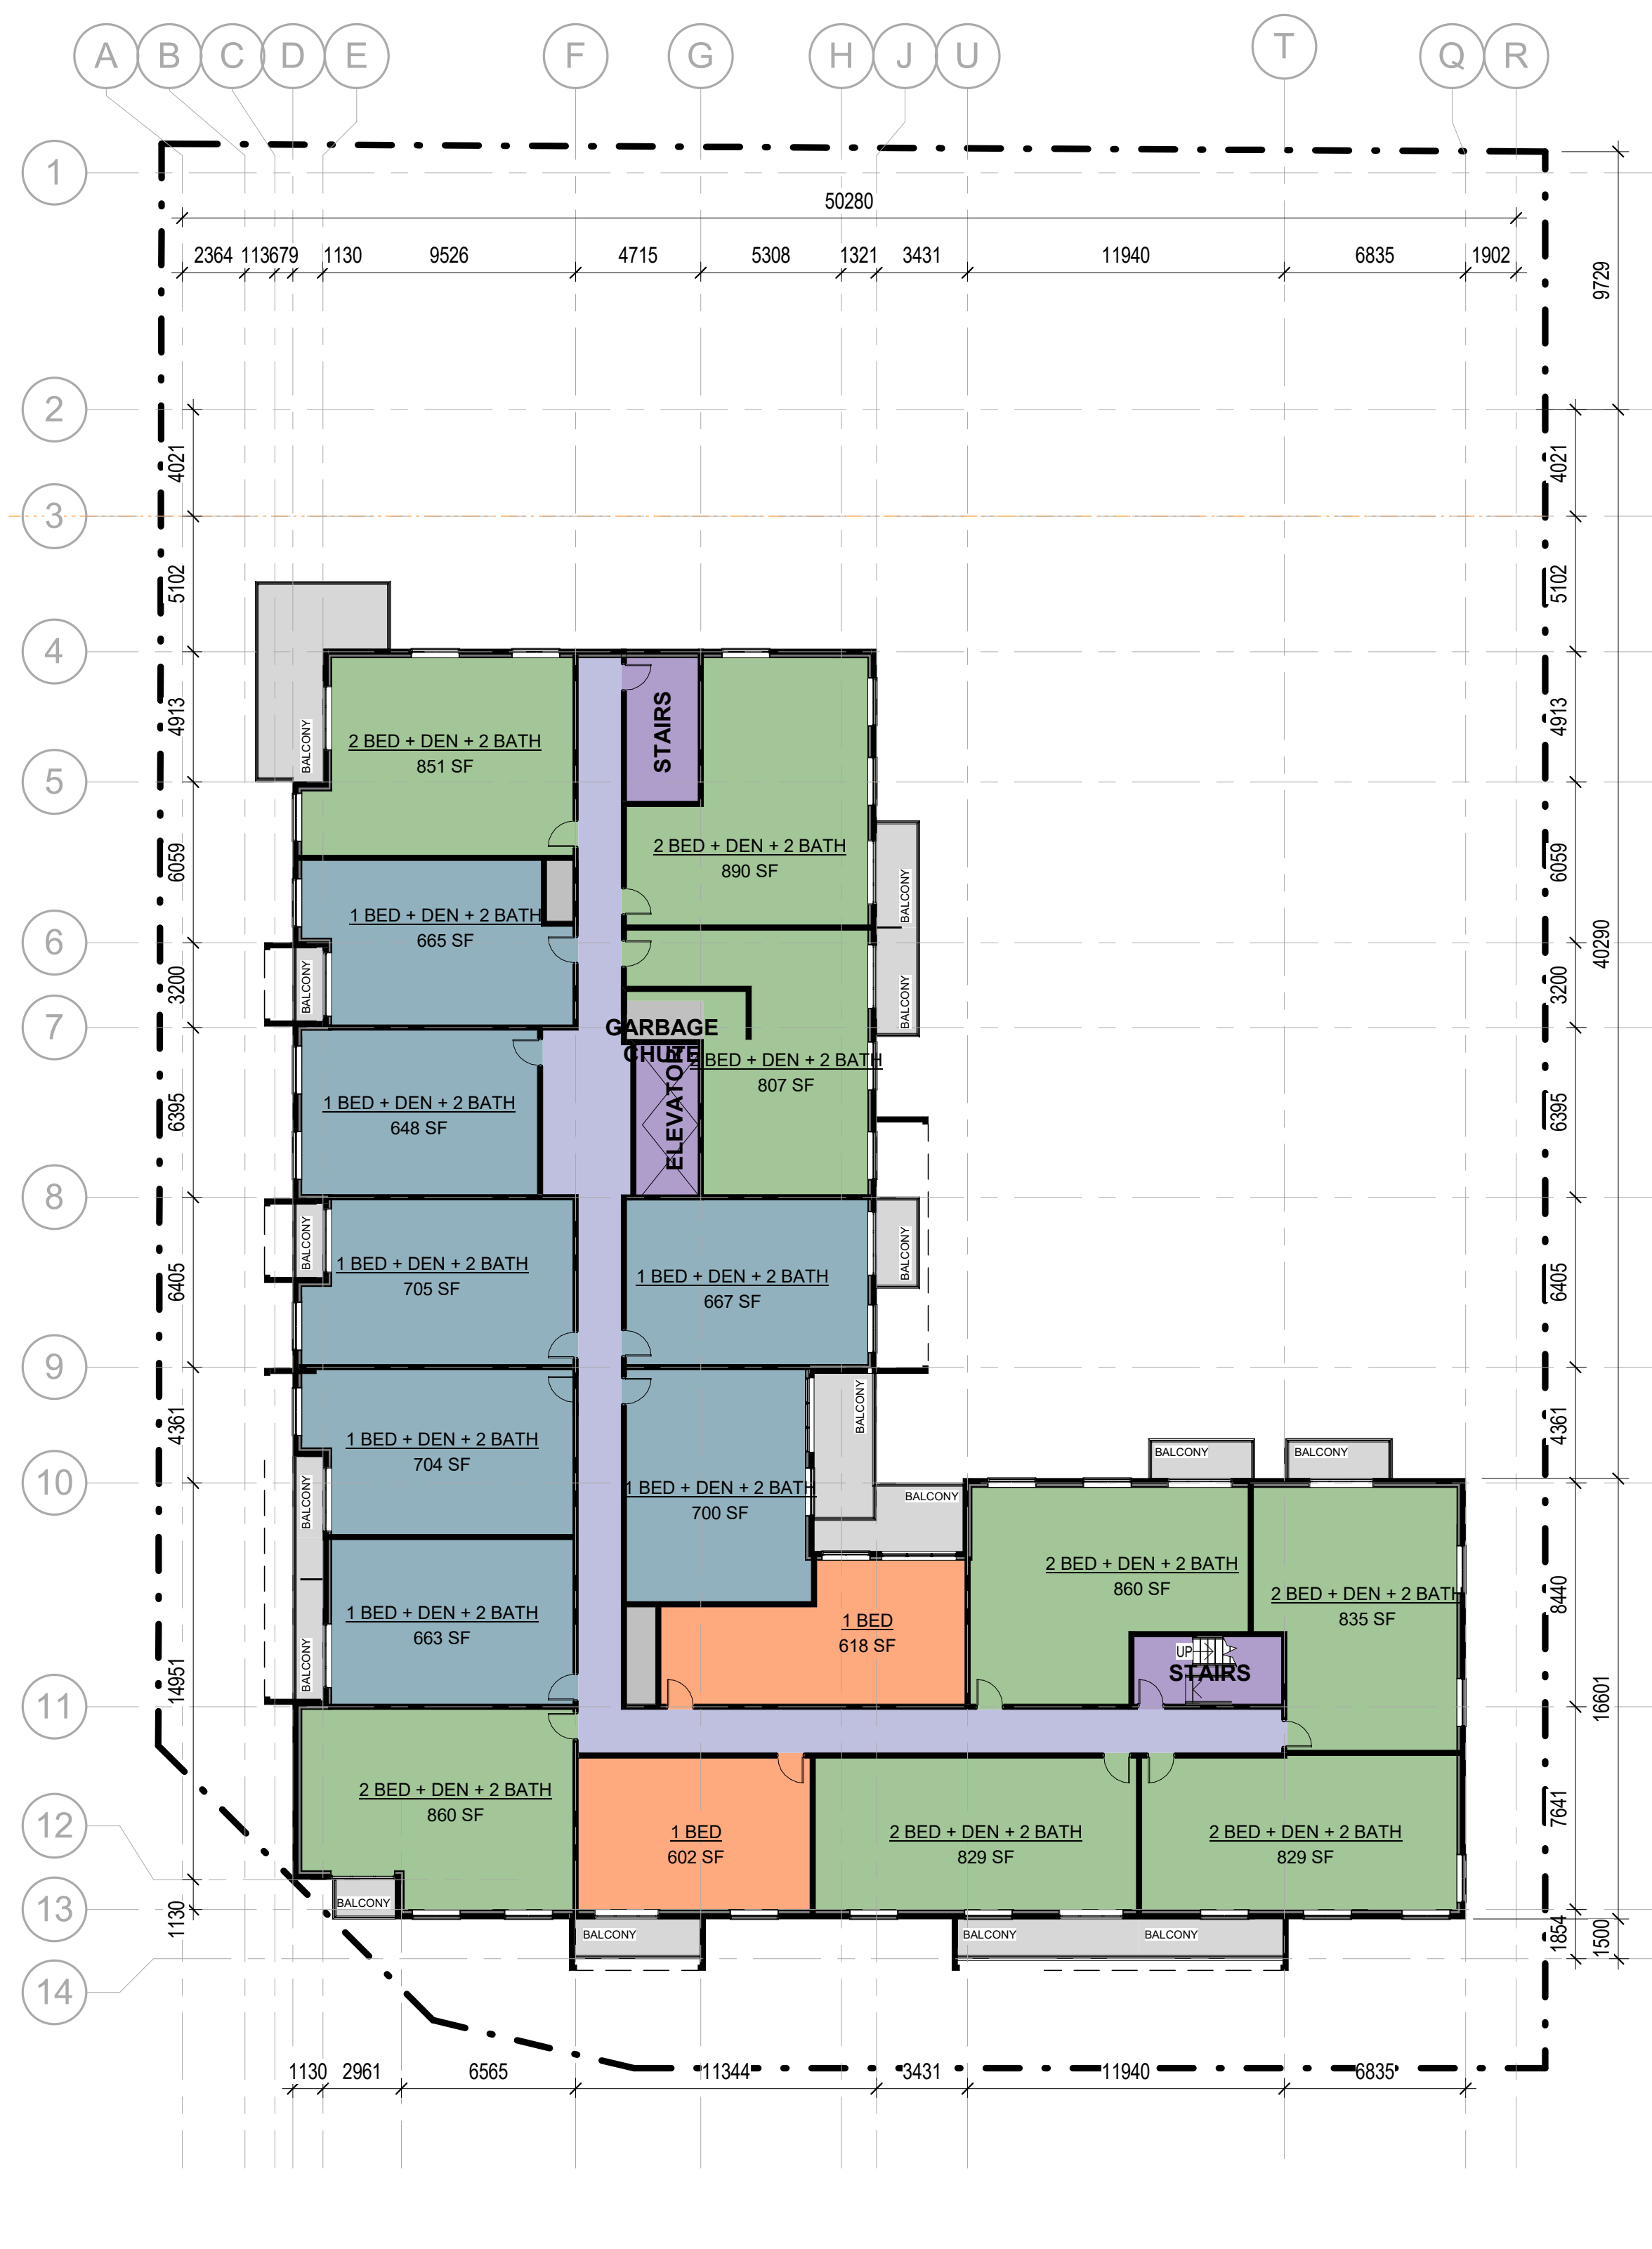 A B C D E F G H J U T Q R
1
50280
2364 113 679 1130 9526 4715 5308 1321 3431 11940 6835 1902
9729
2
4021
4021
3
5102
5102
4
4913
4913
BALCONY
2 BED + DEN + 2 BATH
851 SF
STAIRS
5
2 BED + DEN + 2 BATH
890 SF
6059
6059
BALCONY
1 BED + DEN + 2 BATH
665 SF
6
40290
3200
3200
BALCONY
BALCONY
7
GARBAGE
CHUTE
2 BED + DEN + 2 BATH
807 SF
ELEVATOR
1 BED + DEN + 2 BATH
648 SF
6395
6395
8
BALCONY
BALCONY
1 BED + DEN + 2 BATH
705 SF
1 BED + DEN + 2 BATH
667 SF
6405
6405
9
BALCONY
4361
4361
1 BED + DEN + 2 BATH
704 SF
BALCONY
BALCONY
10
BALCONY
1 BED + DEN + 2 BATH
700 SF
BALCONY
2 BED + DEN + 2 BATH
860 SF
2 BED + DEN + 2 BATH
835 SF
8440
1 BED + DEN + 2 BATH
663 SF
1 BED
618 SF
BALCONY
UP
STAIRS
14951
16601
11
2 BED + DEN + 2 BATH
860 SF
7641
12
1 BED
602 SF
2 BED + DEN + 2 BATH
829 SF
2 BED + DEN + 2 BATH
829 SF
BALCONY
13
1130
BALCONY
BALCONY
BALCONY
1854
1500
14
1130 2961 6565 11344 3431 11940 6835